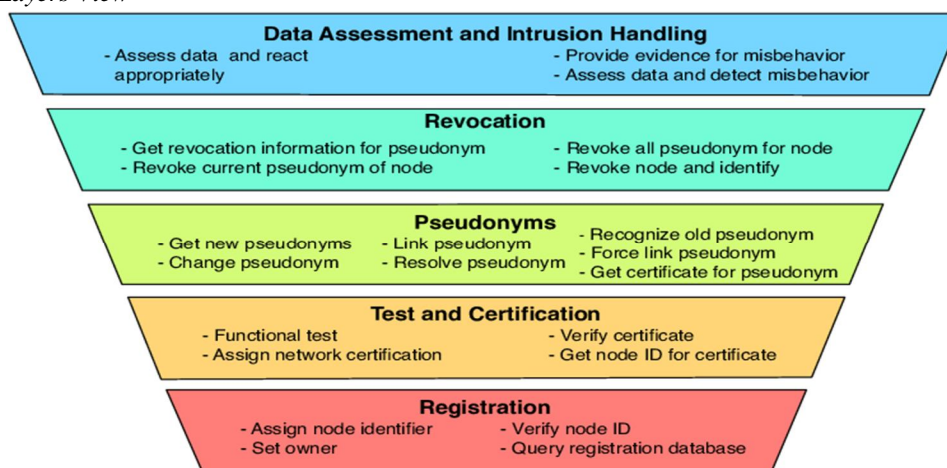 Layers View
Data Assessment and Intrusion Handling
- Assess data and react
appropriately
- Provide evidence for misbehavior
- Assess data and detect misbehavior
Revocation
- Get revocation information for pseudonym
- Revoke current pseudonym of node
- Revoke all pseudonym for node
- Revoke node and identify
Pseudonyms
- Get new pseudonyms
- Change pseudonym
- Link pseudonym
- Resolve pseudonym
- Recognize old pseudonym
- Force link pseudonym
- Get certificate for pseudonym
Test and Certification
- Functional test
- Assign network certification
- Verify certificate
- Get node ID for certificate
Registration
- Assign node identifier
- Set owner
- Verify node ID
- Query registration database